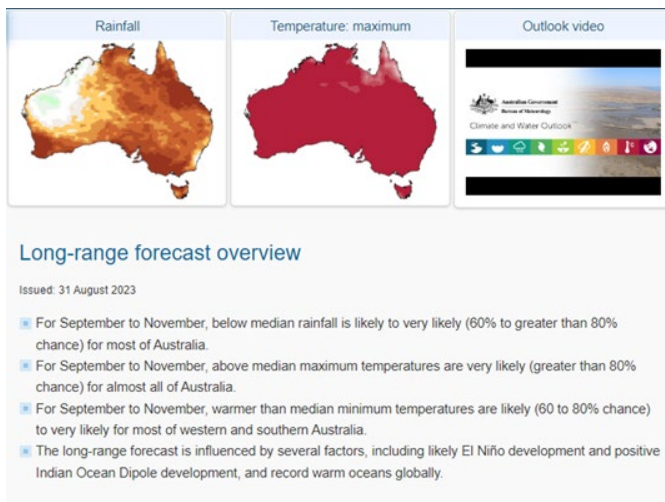 Rainfall
Temperature: maximum
Outlook video
Australian Government
Bureau of Meteorology
Climate and Water Outlook
Long-range forecast overview
Issued: 31 August 2023
For September to November, below median rainfall is likely to very likely (60% to greater than 80%
chance) for most of Australia.
For September to November, above median maximum temperatures are very likely (greater than 80%
chance) for almost all of Australia.
For September to November, warmer than median minimum temperatures are likely (60 to 80% chance)
to very likely for most of western and southern Australia.
The long-range forecast is influenced by several factors, including likely El Niño development and positive
Indian Ocean Dipole development, and record warm oceans globally.